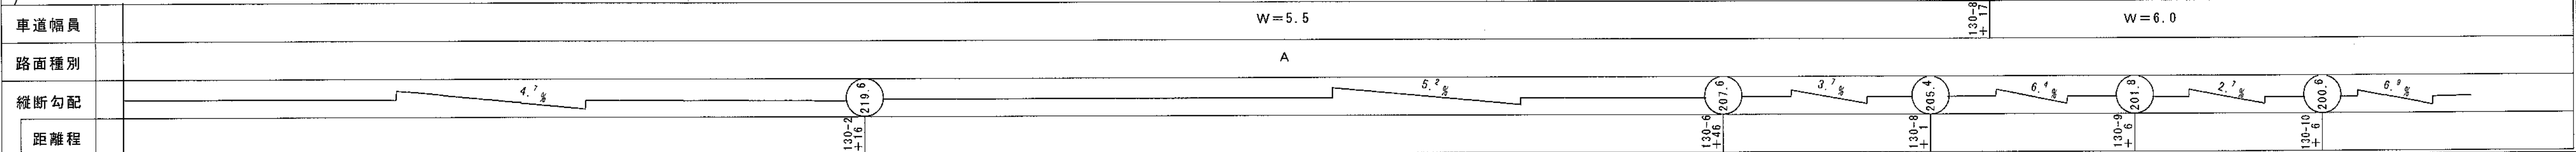 車道幅員 W=5.5 130-8 +17 W=6.0
路面種別 A
縦断勾配 4.7% 219.6 5.2% 207.6 3.7% 205.4 6.4% 201.8 2.7% 200.6 6.9%
距離程 130-2 +16 130-6 +46 130-8 +1 130-9 +6 130-10 +6